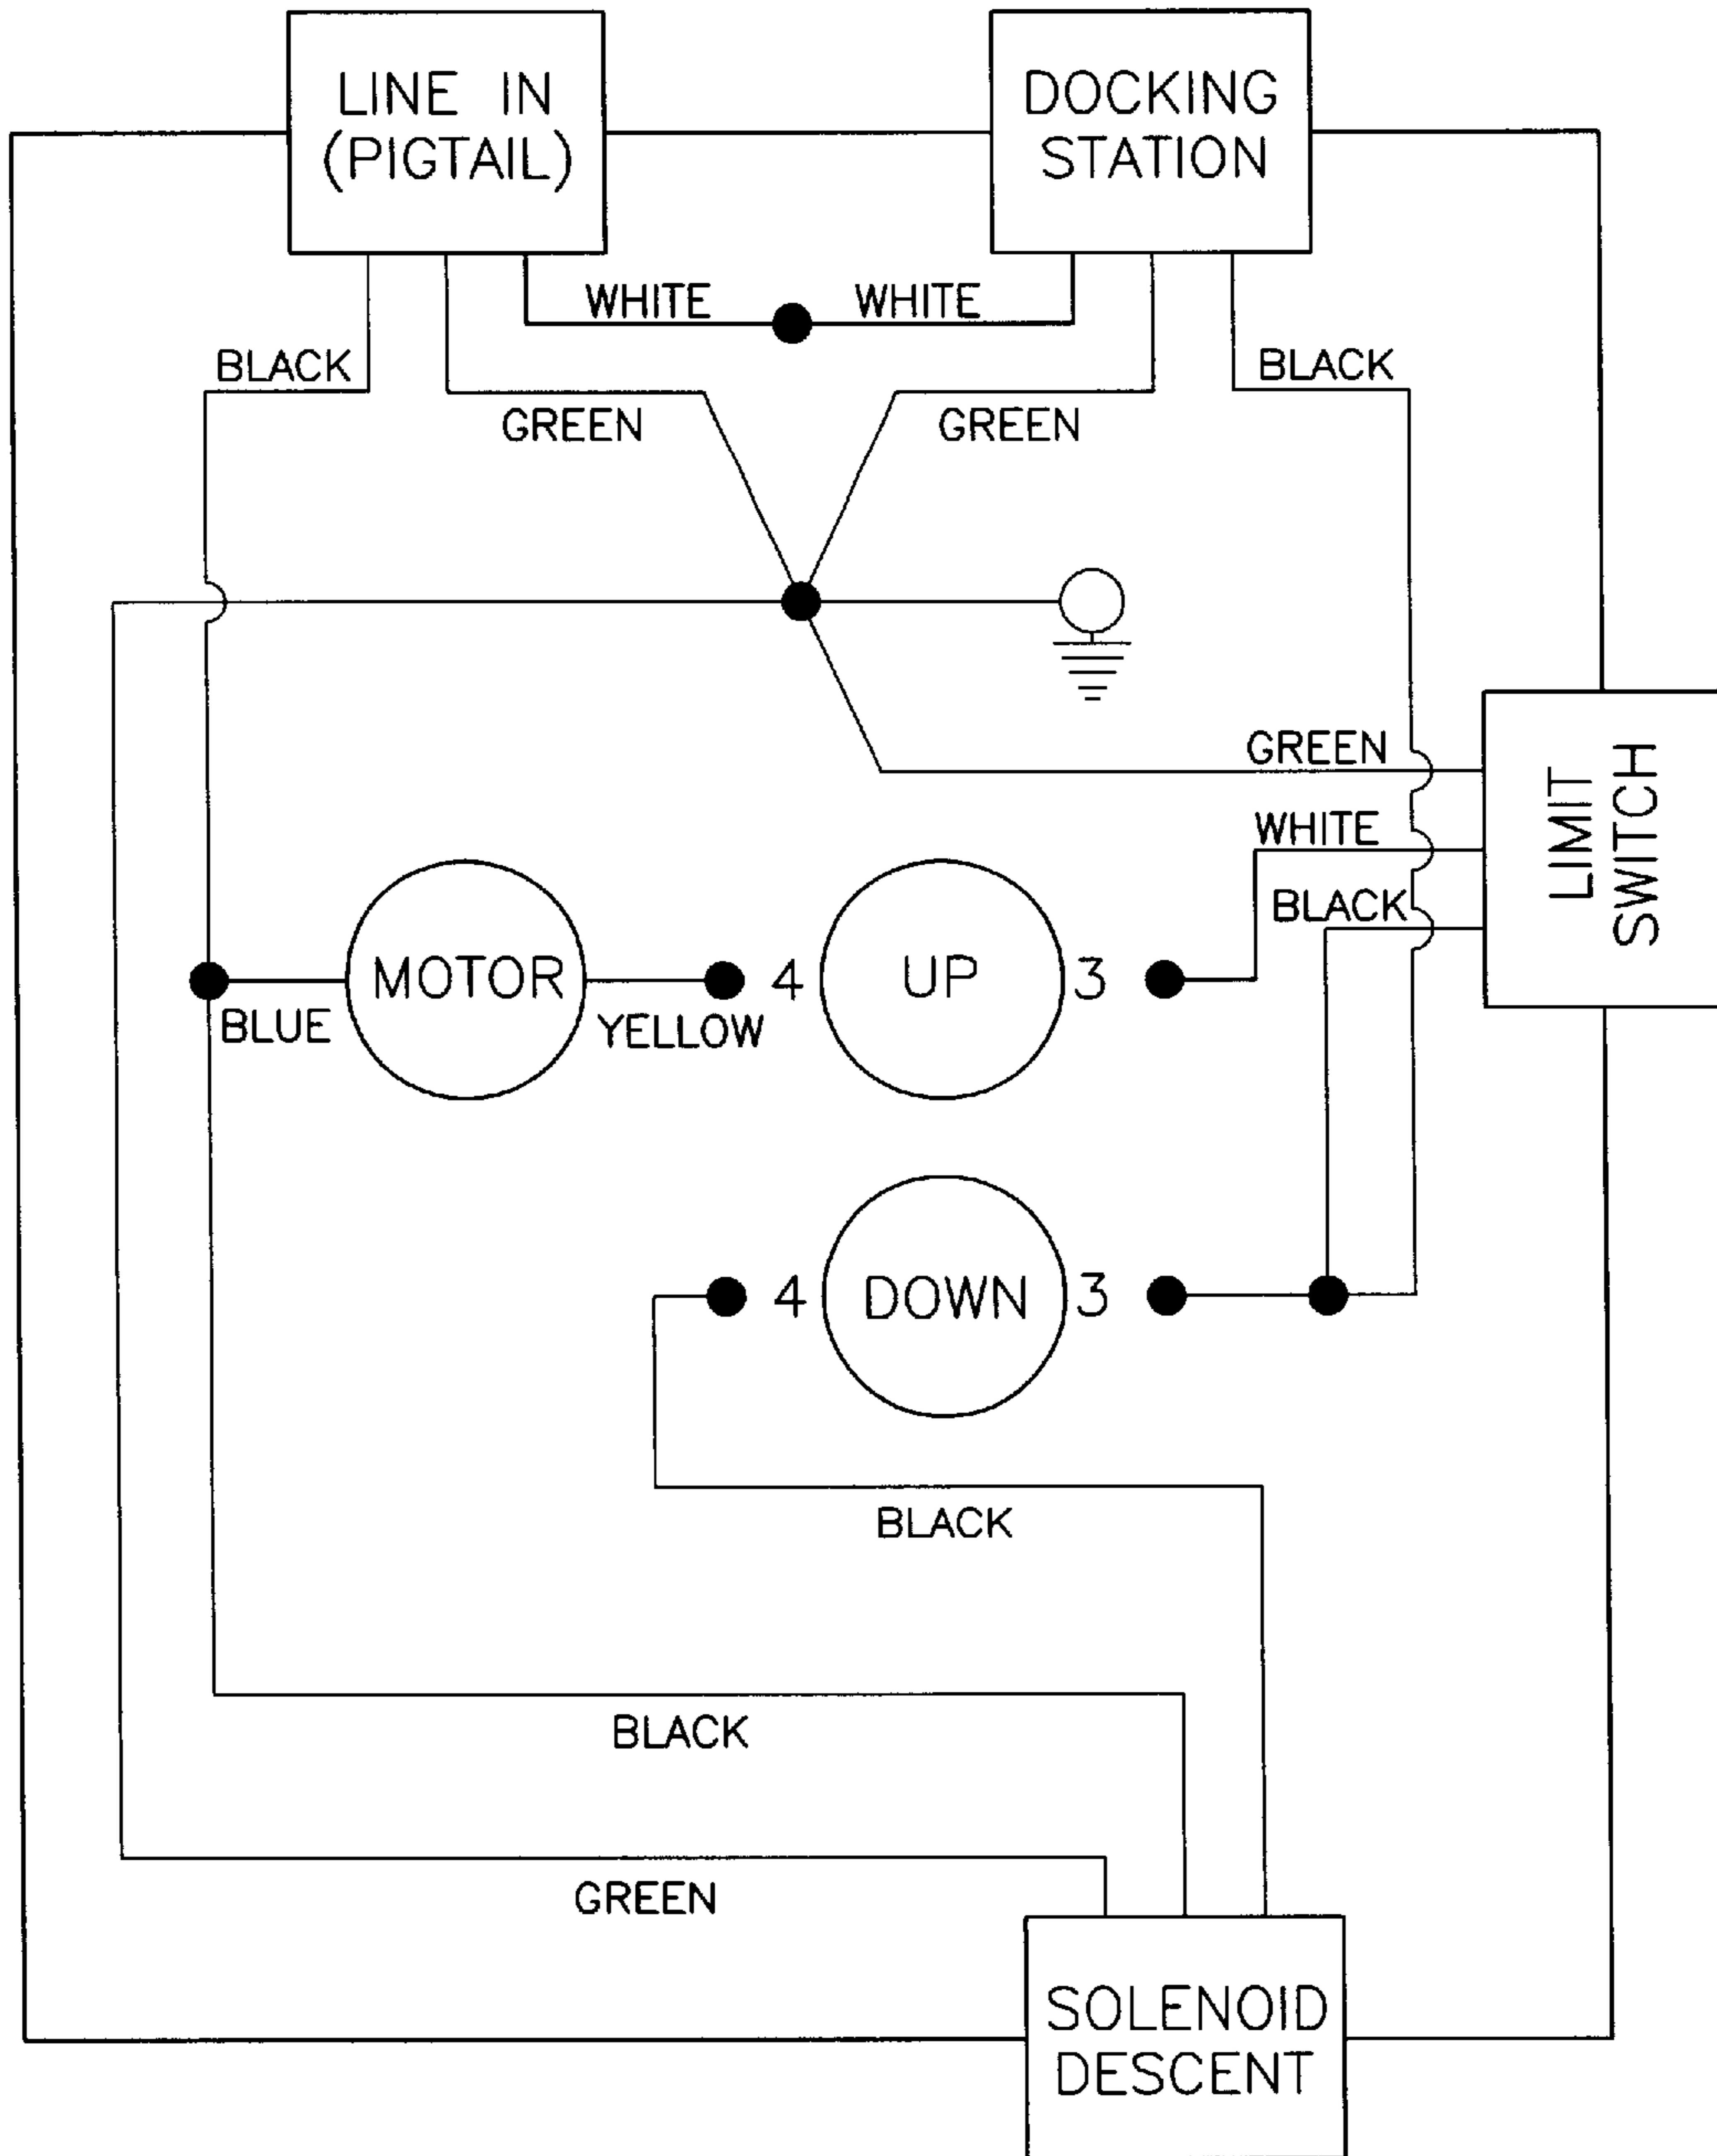 LINE IN
(PIGTAIL)
DOCKING
STATION
WHITE
WHITE
BLACK
BLACK
GREEN
GREEN
GREEN
WHITE
BLACK
LIMIT
SWITCH
MOTOR
4
UP
3
BLUE
YELLOW
4
DOWN
3
BLACK
BLACK
GREEN
SOLENOID
DESCENT